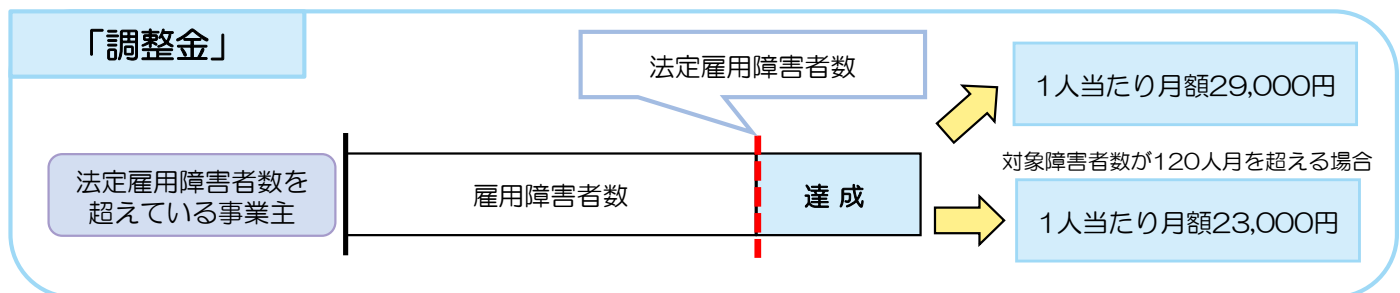 「調整金」
法定雇用障害者数
1人当たり月額29,000円
対象障害者数が120人月を超える場合
法定雇用障害者数を
超えている事業主
雇用障害者数
達成
1人当たり月額23,000円